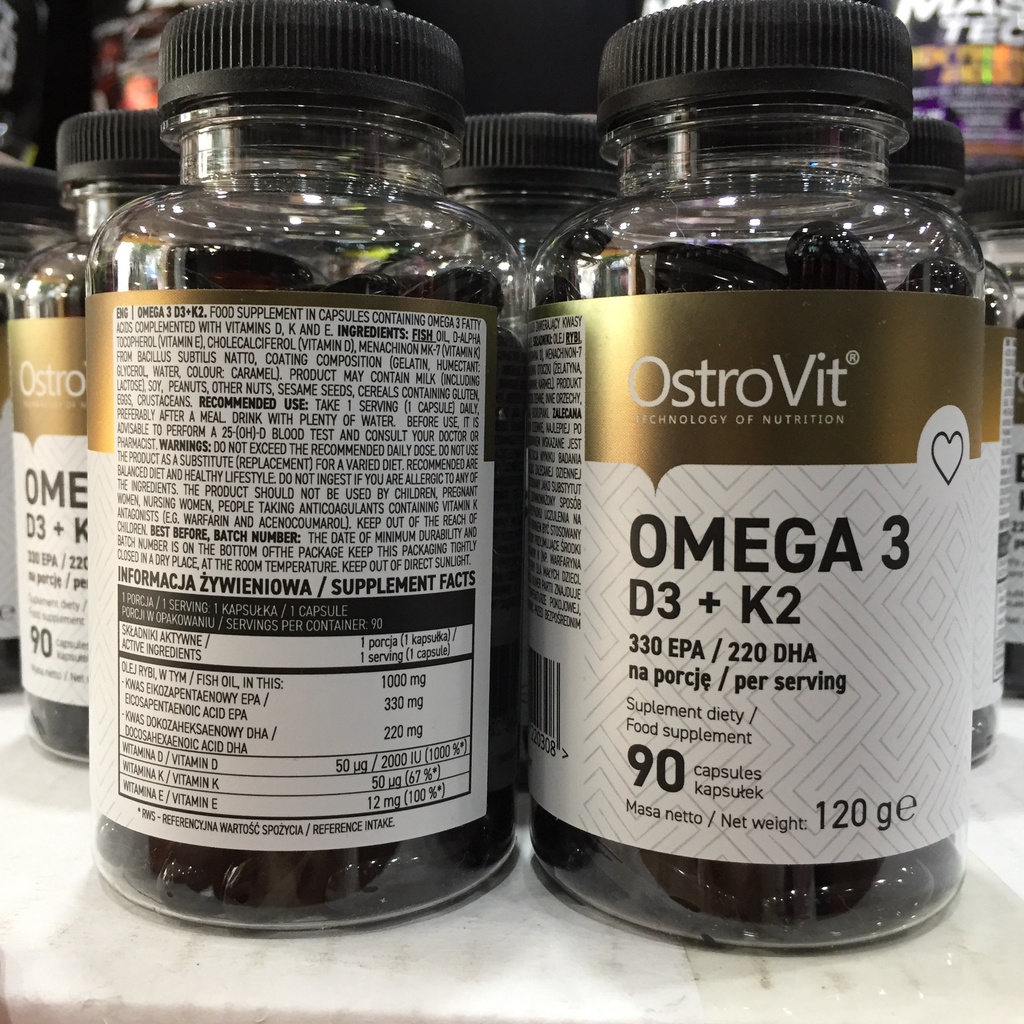 ENG | OMEGA 3 D3+K2. FOOD SUPPLEMENT IN CAPSULES CONTAINING OMEGA 3 FATTY
ACIDS COMPLEMENTED WITH VITAMINS D, K AND E. INGREDIENTS: FISH OIL, D-ALPHA
TOCOPHEROL (VITAMIN E), CHOLECALCIFEROL (VITAMIN D), MENACHINON MK-7 (VITAMIN K)
FROM BACILLUS SUBTILIS NATTO, COATING COMPOSITION (GELATIN, HUMECTANT:
GLYCEROL, WATER, COLOUR: CARAMEL). PRODUCT MAY CONTAIN MILK (INCLUDING
LACTOSE), SOY, PEANUTS, OTHER NUTS, SESAME SEEDS, CEREALS CONTAINING GLUTEN,
EGGS, CRUSTACEANS. RECOMMENDED USE: TAKE 1 SERVING (1 CAPSULE) DAILY,
PREFERABLY AFTER A MEAL. DRINK WITH PLENTY OF WATER. BEFORE USE, IT IS
ADVISABLE TO PERFORM A 25-(OH)-D BLOOD TEST AND CONSULT YOUR DOCTOR OR
PHARMACIST. WARNINGS: DO NOT EXCEED THE RECOMMENDED DAILY DOSE. DO NOT USE
THE PRODUCT AS A SUBSTITUTE (REPLACEMENT) FOR A VARIED DIET. RECOMMENDED ARE
BALANCED DIET AND HEALTHY LIFESTYLE. DO NOT INGEST IF YOU ARE ALLERGIC TO ANY OF
THE INGREDIENTS. THE PRODUCT SHOULD NOT BE USED BY CHILDREN, PREGNANT
WOMEN, NURSING WOMEN, PEOPLE TAKING ANTICOAGULANTS CONTAINING VITAMIN K
ANTAGONISTS (E.G. WARFARIN AND ACENOCOUMAROL). KEEP OUT OF THE REACH OF
CHILDREN. BEST BEFORE, BATCH NUMBER: THE DATE OF MINIMUM DURABILITY AND
BATCH NUMBER IS ON THE BOTTOM OFTHE PACKAGE KEEP THIS PACKAGING TIGHTLY
CLOSED IN A DRY PLACE, AT THE ROOM TEMPERATURE. KEEP OUT OF DIRECT SUNLIGHT.
INFORMACJA ŻYWIENIOWA / SUPPLEMENT FACTS
1 PORCJA / 1 SERVING: 1 KAPSUŁKA / 1 CAPSULE
PORCJI W OPAKOWANIU / SERVINGS PER CONTAINER: 90
SKŁADNIKI AKTYWNE / 1 porcja (1 kapsułka) /
ACTIVE INGREDIENTS 1 serving (1 capsule)
OLEJ RYBI, W TYM / FISH OIL, IN THIS: 1000 mg
- KWAS EIKOZAPENTAENOWY EPA / 330 mg
EICOSAPENTAENOIC ACID EPA
- KWAS DOKOZAHEKSAENOWY DHA / 220 mg
DOCOSAHEXAENOIC ACID DHA
WITAMINA D / VITAMIN D 50 µg / 2000 IU (1000 %*)
WITAMINA K / VITAMIN K 50 µg (67 %*)
WITAMINA E / VITAMIN E 12 mg (100 %*)
* RWS - REFERENCYJNA WARTOŚĆ SPOŻYCIA / REFERENCE INTAKE.
OstroVit®
TECHNOLOGY OF NUTRITION
OMEGA 3
D3 + K2
330 EPA / 220 DHA
na porcję / per serving
Suplement diety /
Food supplement
90 capsules
kapsułek
Masa netto / Net weight: 120 g e